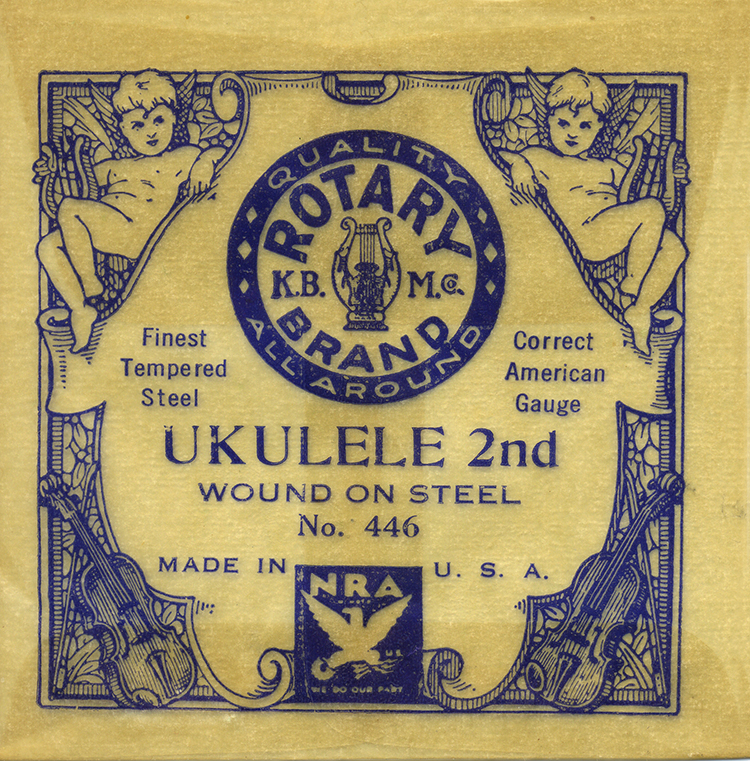 QUALITY
ROTARY
K.B. M.Co.
BRAND
ALL AROUND
Finest
Tempered
Steel
Correct
American
Gauge
UKULELE 2nd
WOUND ON STEEL
No. 446
MADE IN U. S. A.
NRA
U.S.
WE DO OUR PART